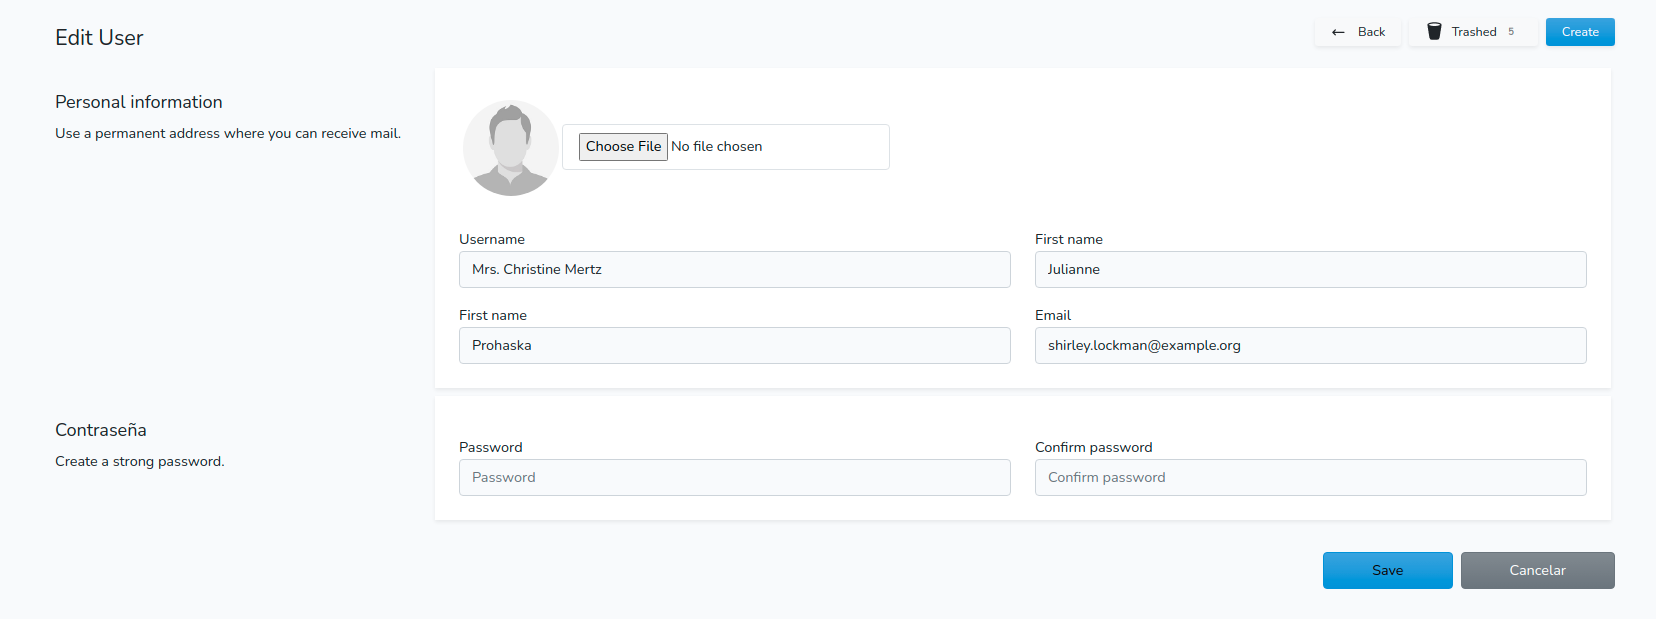 Edit User
← Back
Trashed 5
Create
Personal information
Use a permanent address where you can receive mail.
Choose File No file chosen
Username
First name
Mrs. Christine Mertz
Julianne
First name
Email
Prohaska
shirley.lockman@example.org
Contraseña
Create a strong password.
Password
Confirm password
Password
Confirm password
Save
Cancelar